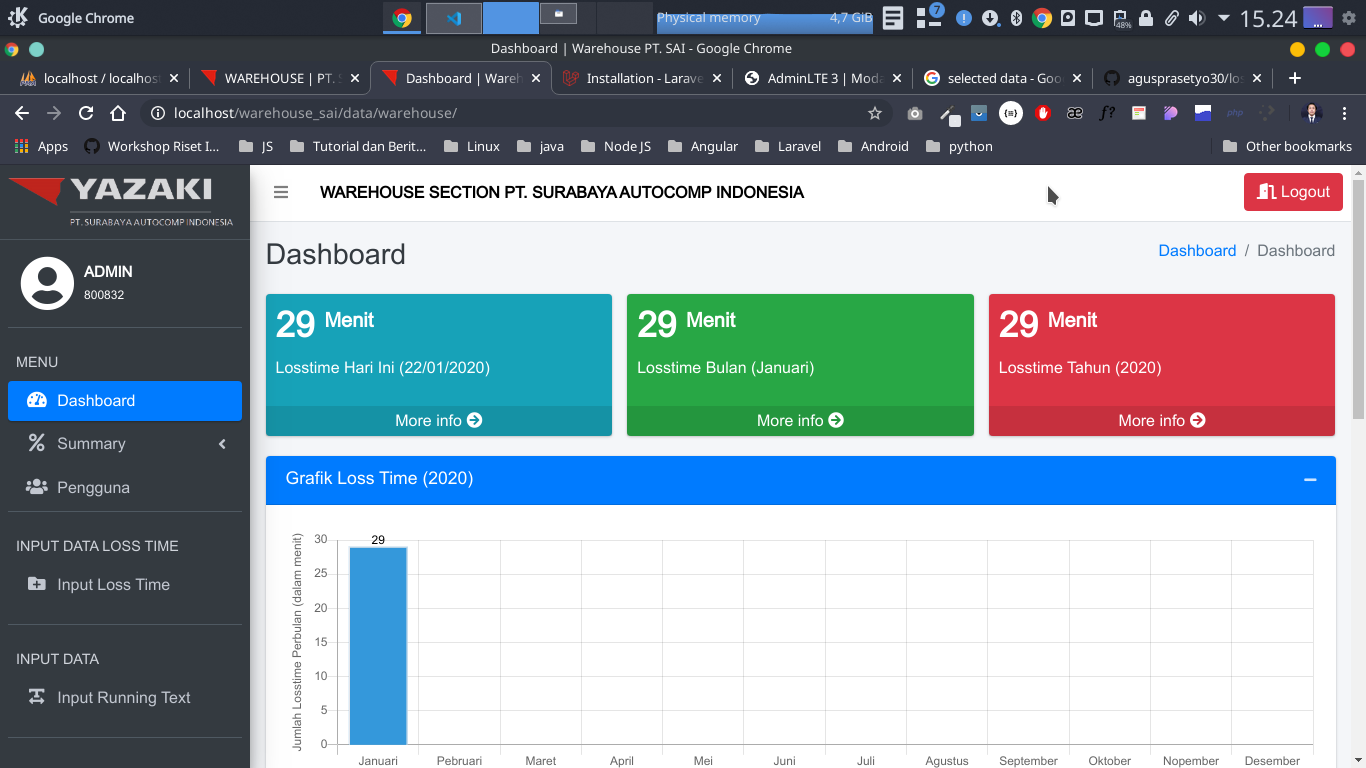 Google Chrome
Physical memory 4,7 GiB
7
48%
15.24
Dashboard | Warehouse PT. SAI - Google Chrome
localhost / localhos
WAREHOUSE | PT. S
Dashboard | Wareh
Installation - Larave
AdminLTE 3 | Moda
selected data - Goo
agusprasetyo30/los
localhost/warehouse_sai/data/warehouse/
f?
php
Apps
Workshop Riset I...
JS
Tutorial dan Berit...
Linux
java
Node JS
Angular
Laravel
Android
python
Other bookmarks
YAZAKI
PT.SURABAYA AUTOCOMP INDONESIA
WAREHOUSE SECTION PT. SURABAYA AUTOCOMP INDONESIA
Logout
ADMIN
800832
MENU
Dashboard
Summary
Pengguna
INPUT DATA LOSS TIME
Input Loss Time
INPUT DATA
Input Running Text
Dashboard
Dashboard / Dashboard
29 Menit
Losstime Hari Ini (22/01/2020)
More info
29 Menit
Losstime Bulan (Januari)
More info
29 Menit
Losstime Tahun (2020)
More info
Grafik Loss Time (2020)
Jumlah Losstime Perbulan (dalam menit)
30
25
20
15
10
5
0
29
Januari
Pebruari
Maret
April
Mei
Juni
Juli
Agustus
September
Oktober
Nopember
Desember